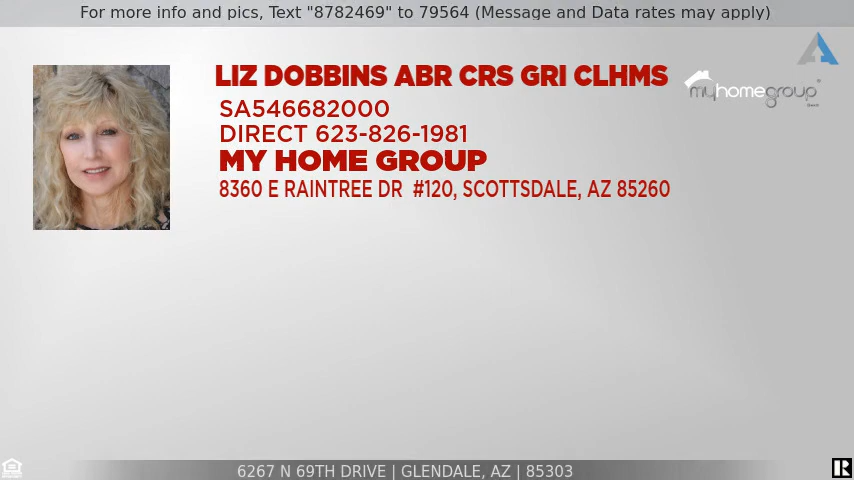 For more info and pics, Text "8782469" to 79564 (Message and Data rates may apply)
LIZ DOBBINS ABR CRS GRI CLHMS
SA546682000
DIRECT 623-826-1981
MY HOME GROUP
8360 E RAINTREE DR #120, SCOTTSDALE, AZ 85260
myhomegroup
6267 N 69TH DRIVE | GLENDALE, AZ | 85303